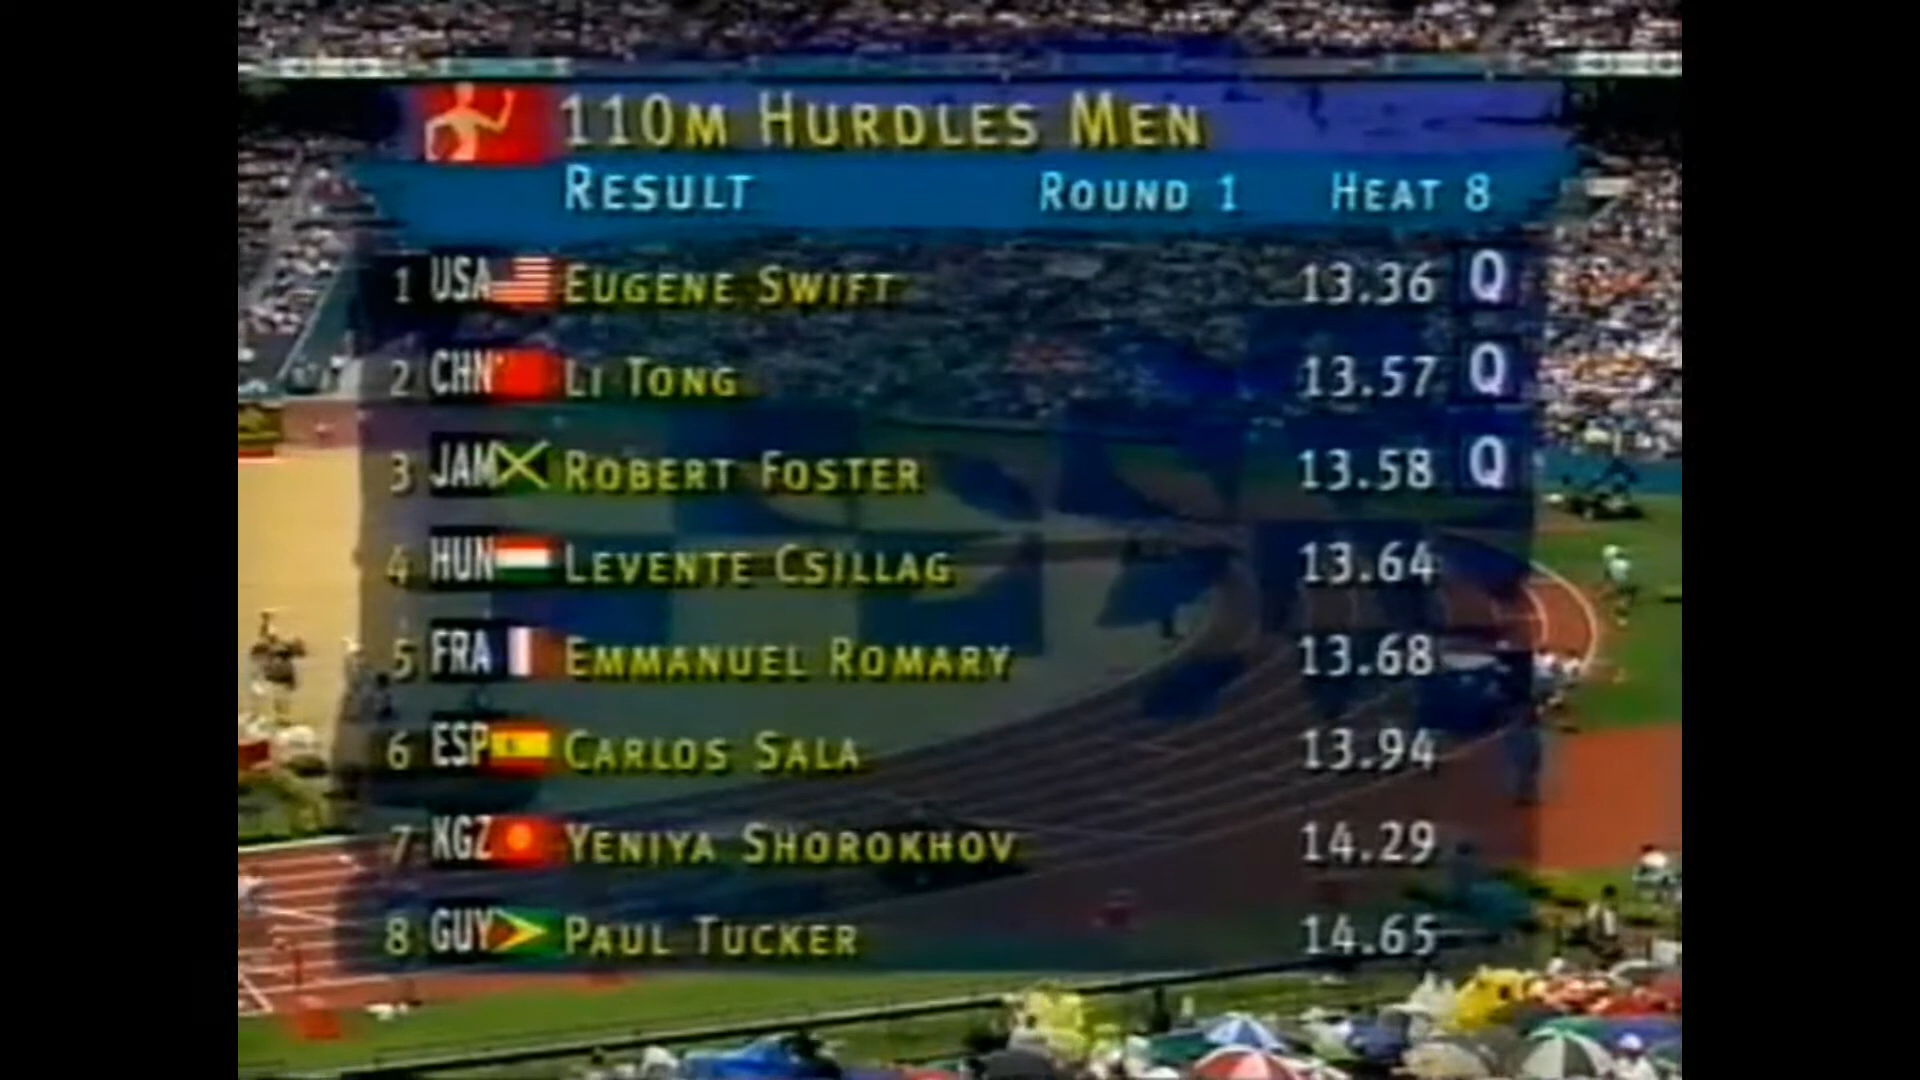 110M HURDLES MEN
RESULT ROUND 1 HEAT 8
1 USA EUGENE SWIFT 13.36 Q
2 CHN LI TONG 13.57 Q
3 JAM ROBERT FOSTER 13.58 Q
4 HUN LEVENTE CSILLAG 13.64
5 FRA EMMANUEL ROMARY 13.68
6 ESP CARLOS SALA 13.94
7 KGZ YENIYA SHOROKHOV 14.29
8 GUY PAUL TUCKER 14.65